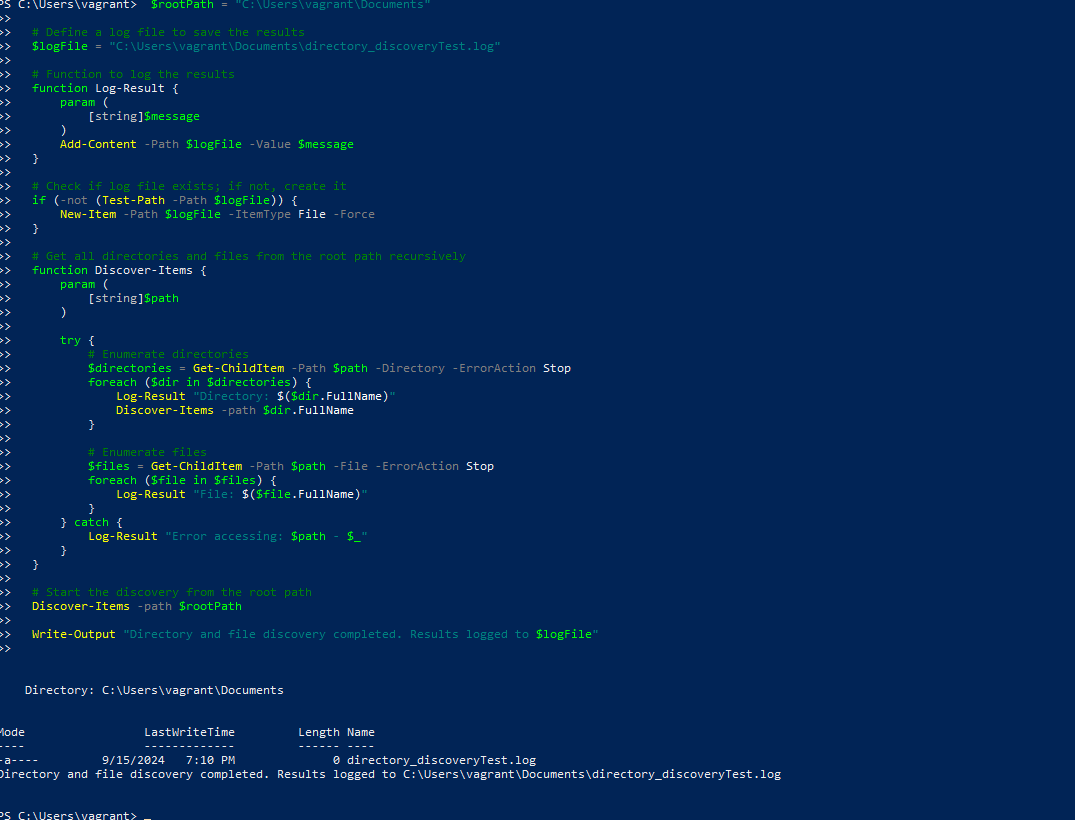 PS C:\Users\vagrant>  $rootPath = "C:\Users\vagrant\Documents"
>>
>>   # Define a log file to save the results
>>   $logFile = "C:\Users\vagrant\Documents\directory_discoveryTest.log"
>>
>>   # Function to log the results
>>   function Log-Result {
>>       param (
>>           [string]$message
>>       )
>>       Add-Content -Path $logFile -Value $message
>>   }
>>
>>   # Check if log file exists; if not, create it
>>   if (-not (Test-Path -Path $logFile)) {
>>       New-Item -Path $logFile -ItemType File -Force
>>   }
>>
>>   # Get all directories and files from the root path recursively
>>   function Discover-Items {
>>       param (
>>           [string]$path
>>       )
>>
>>       try {
>>           # Enumerate directories
>>           $directories = Get-ChildItem -Path $path -Directory -ErrorAction Stop
>>           foreach ($dir in $directories) {
>>               Log-Result "Directory: $($dir.FullName)"
>>               Discover-Items -path $dir.FullName
>>           }
>>
>>           # Enumerate files
>>           $files = Get-ChildItem -Path $path -File -ErrorAction Stop
>>           foreach ($file in $files) {
>>               Log-Result "File: $($file.FullName)"
>>           }
>>       } catch {
>>           Log-Result "Error accessing: $path - $_"
>>       }
>>   }
>>
>>   # Start the discovery from the root path
>>   Discover-Items -path $rootPath
>>
>>   Write-Output "Directory and file discovery completed. Results logged to $logFile"
>>
    Directory: C:\Users\vagrant\Documents
Mode                 LastWriteTime         Length Name
----                 -------------         ------ ----
-a----         9/15/2024   7:10 PM              0 directory_discoveryTest.log
Directory and file discovery completed. Results logged to C:\Users\vagrant\Documents\directory_discoveryTest.log
PS C:\Users\vagrant> _